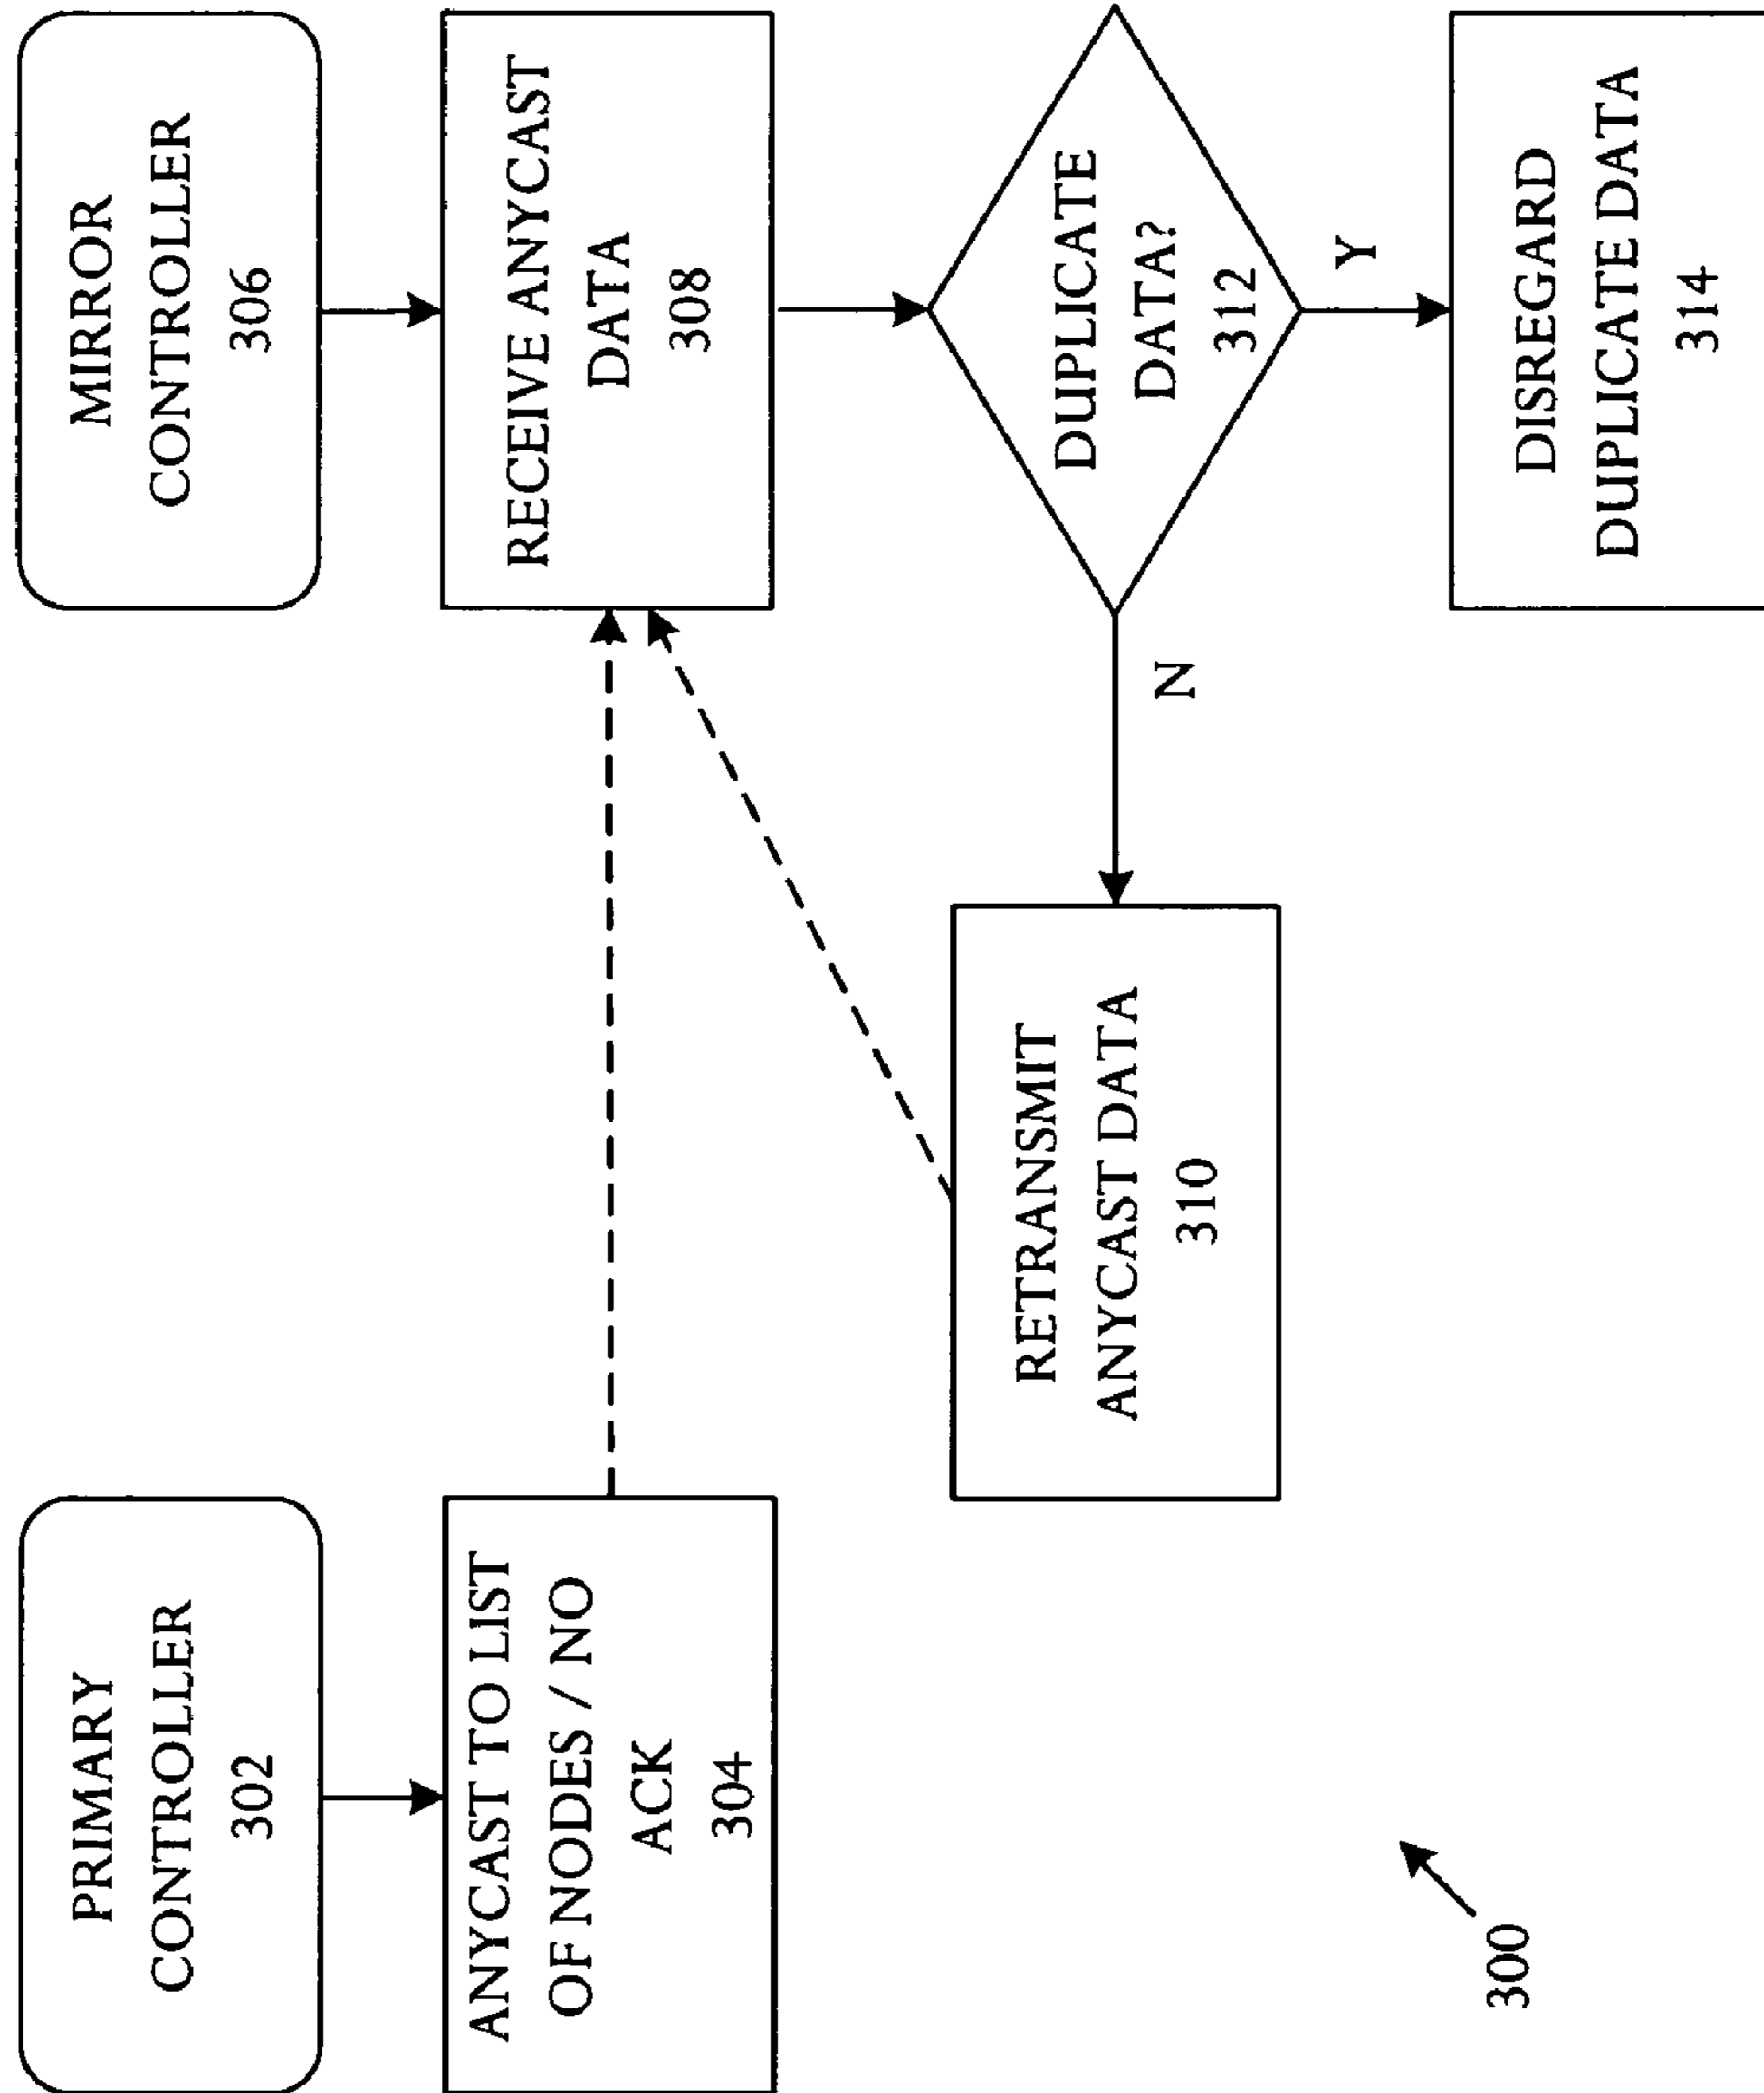 PRIMARY
CONTROLLER
302
ANYCAST TO LIST
OF NODES / NO
ACK
304
MIRROR
CONTROLLER
306
RECEIVE ANYCAST
DATA
308
DUPLICATE
DATA?
312
N
Y
RETRANSMIT
ANYCAST DATA
310
DISREGARD
DUPLICATE DATA
314
300